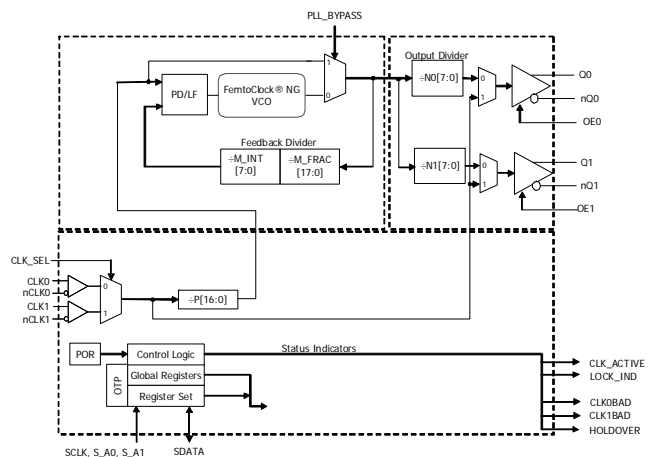 PLL_BYPASS
Output Divider
Q0
nQ0
OE0
÷N0[7:0]
0
1
1
0
PD/LF
FemtoClock® NG
VCO
Feedback Divider
÷M_INT
[7:0]
÷M_FRAC
[17:0]
÷N1[7:0]
0
1
Q1
nQ1
OE1
CLK_SEL
CLK0
nCLK0
CLK1
nCLK1
0
1
÷P[16:0]
POR
Control Logic
Status Indicators
OTP
Global Registers
Register Set
CLK_ACTIVE
LOCK_IND
CLK0BAD
CLK1BAD
HOLDOVER
SCLK, S_A0, S_A1
SDATA